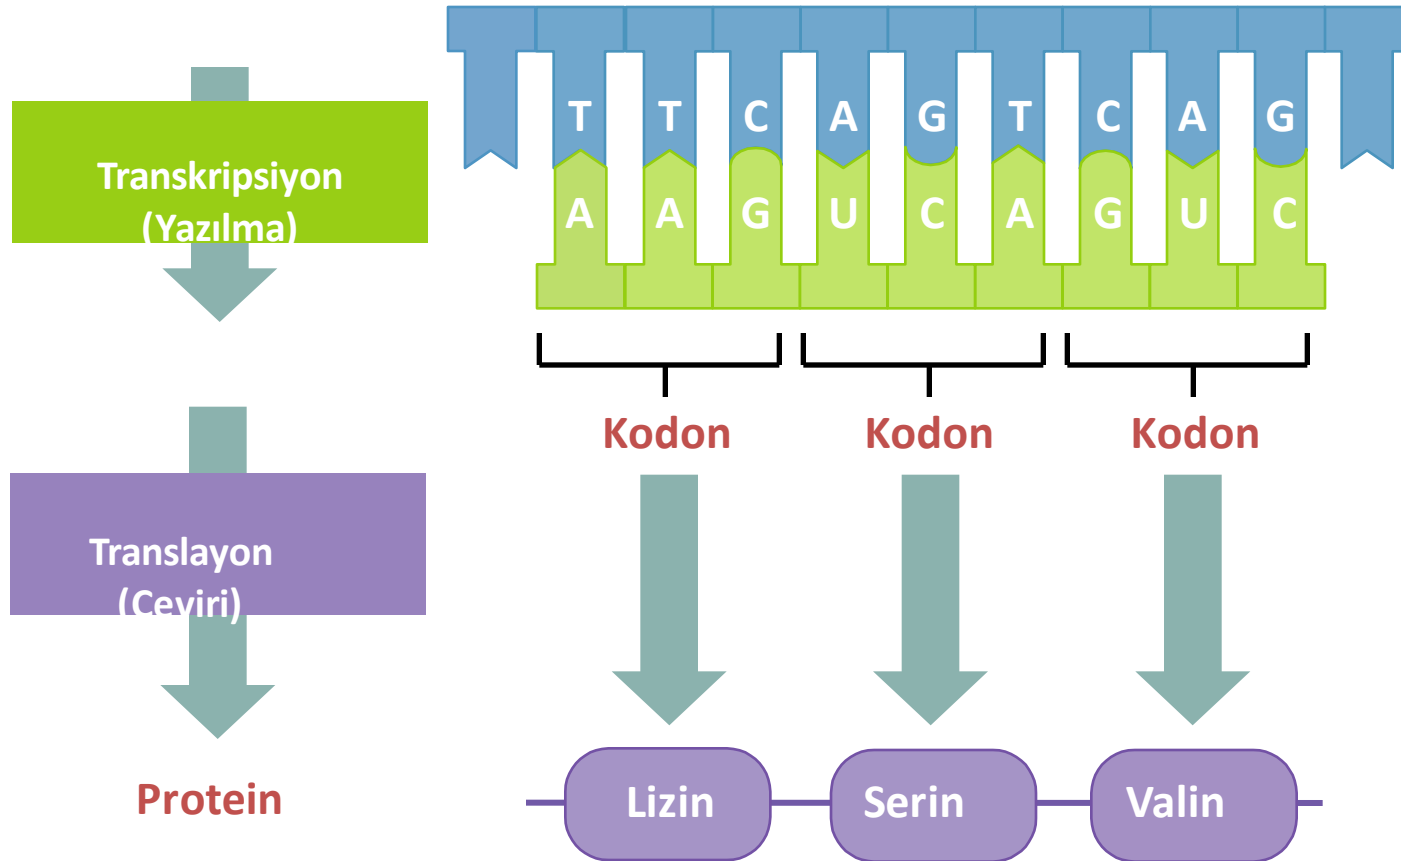 T T C A G T C A G
Transkripsiyon
(Yazılma)
A A G U C A G U C
Kodon Kodon Kodon
Translayon
(Çeviri)
Protein
Lizin Serin Valin